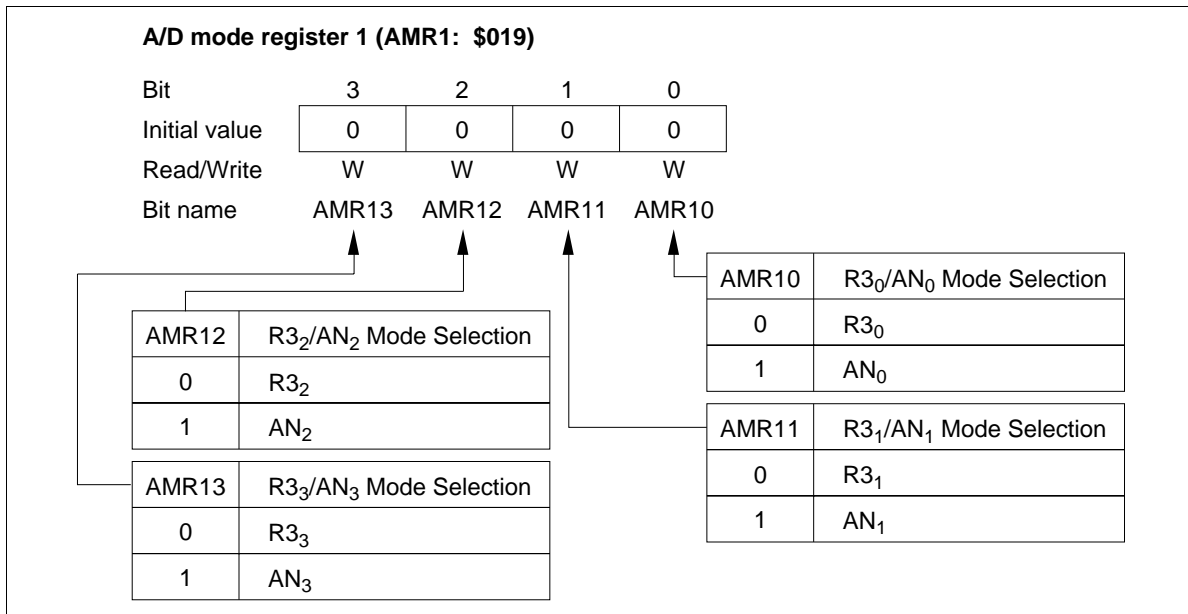 A/D mode register 1 (AMR1: $019)
Bit 3 2 1 0
Initial value 0 0 0 0
Read/Write W W W W
Bit name AMR13 AMR12 AMR11 AMR10
AMR12 R3₂/AN₂ Mode Selection
0 R3₂
1 AN₂
AMR13 R3₃/AN₃ Mode Selection
0 R3₃
1 AN₃
AMR10 R3₀/AN₀ Mode Selection
0 R3₀
1 AN₀
AMR11 R3₁/AN₁ Mode Selection
0 R3₁
1 AN₁